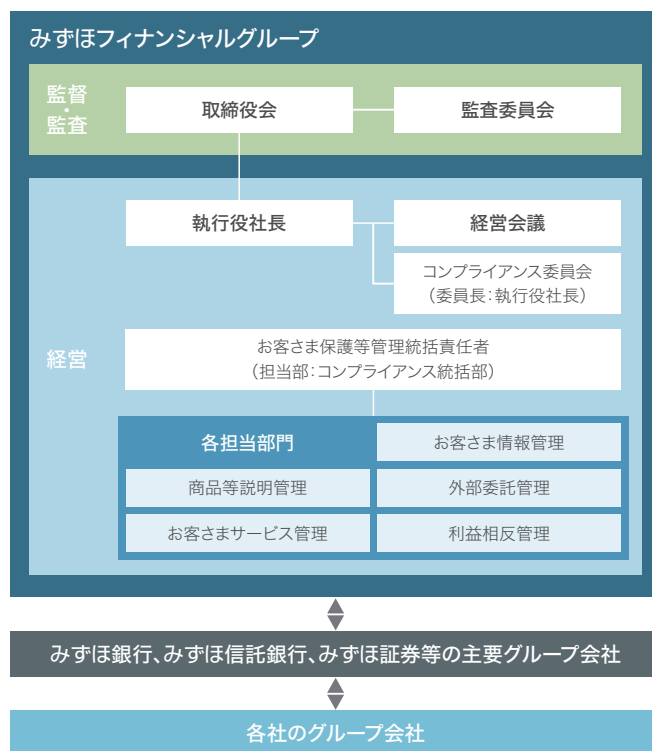 みずほフィナンシャルグループ
監督
・
監査
取締役会
監査委員会
経営
執行役社長
経営会議
コンプライアンス委員会
（委員長：執行役社長）
お客さま保護等管理統括責任者
（担当部：コンプライアンス統括部）
各担当部門
お客さま情報管理
商品等説明管理
外部委託管理
お客さまサービス管理
利益相反管理
みずほ銀行、みずほ信託銀行、みずほ証券等の主要グループ会社
各社のグループ会社